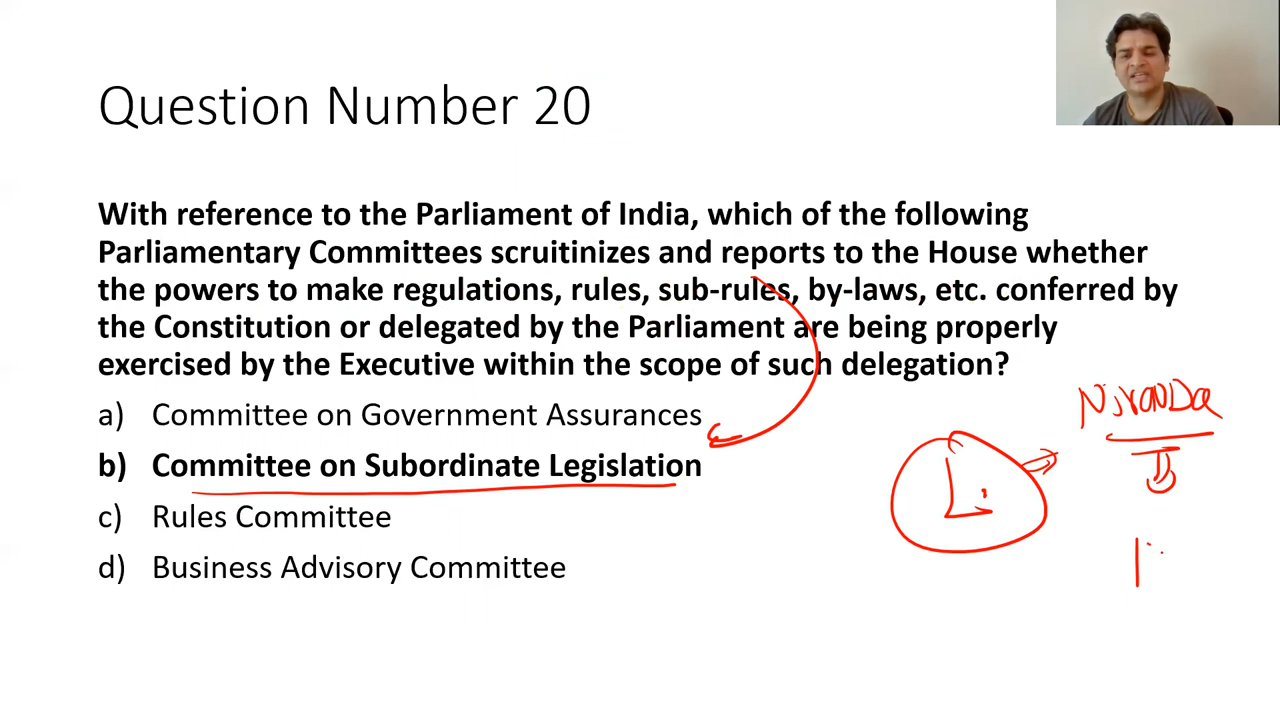 Question Number 20
With reference to the Parliament of India, which of the following
Parliamentary Committees scruitinizes and reports to the House whether
the powers to make regulations, rules, sub-rules, by-laws, etc. conferred by
the Constitution or delegated by the Parliament are being properly
exercised by the Executive within the scope of such delegation?
a) Committee on Government Assurances
b) Committee on Subordinate Legislation
c) Rules Committee
d) Business Advisory Committee